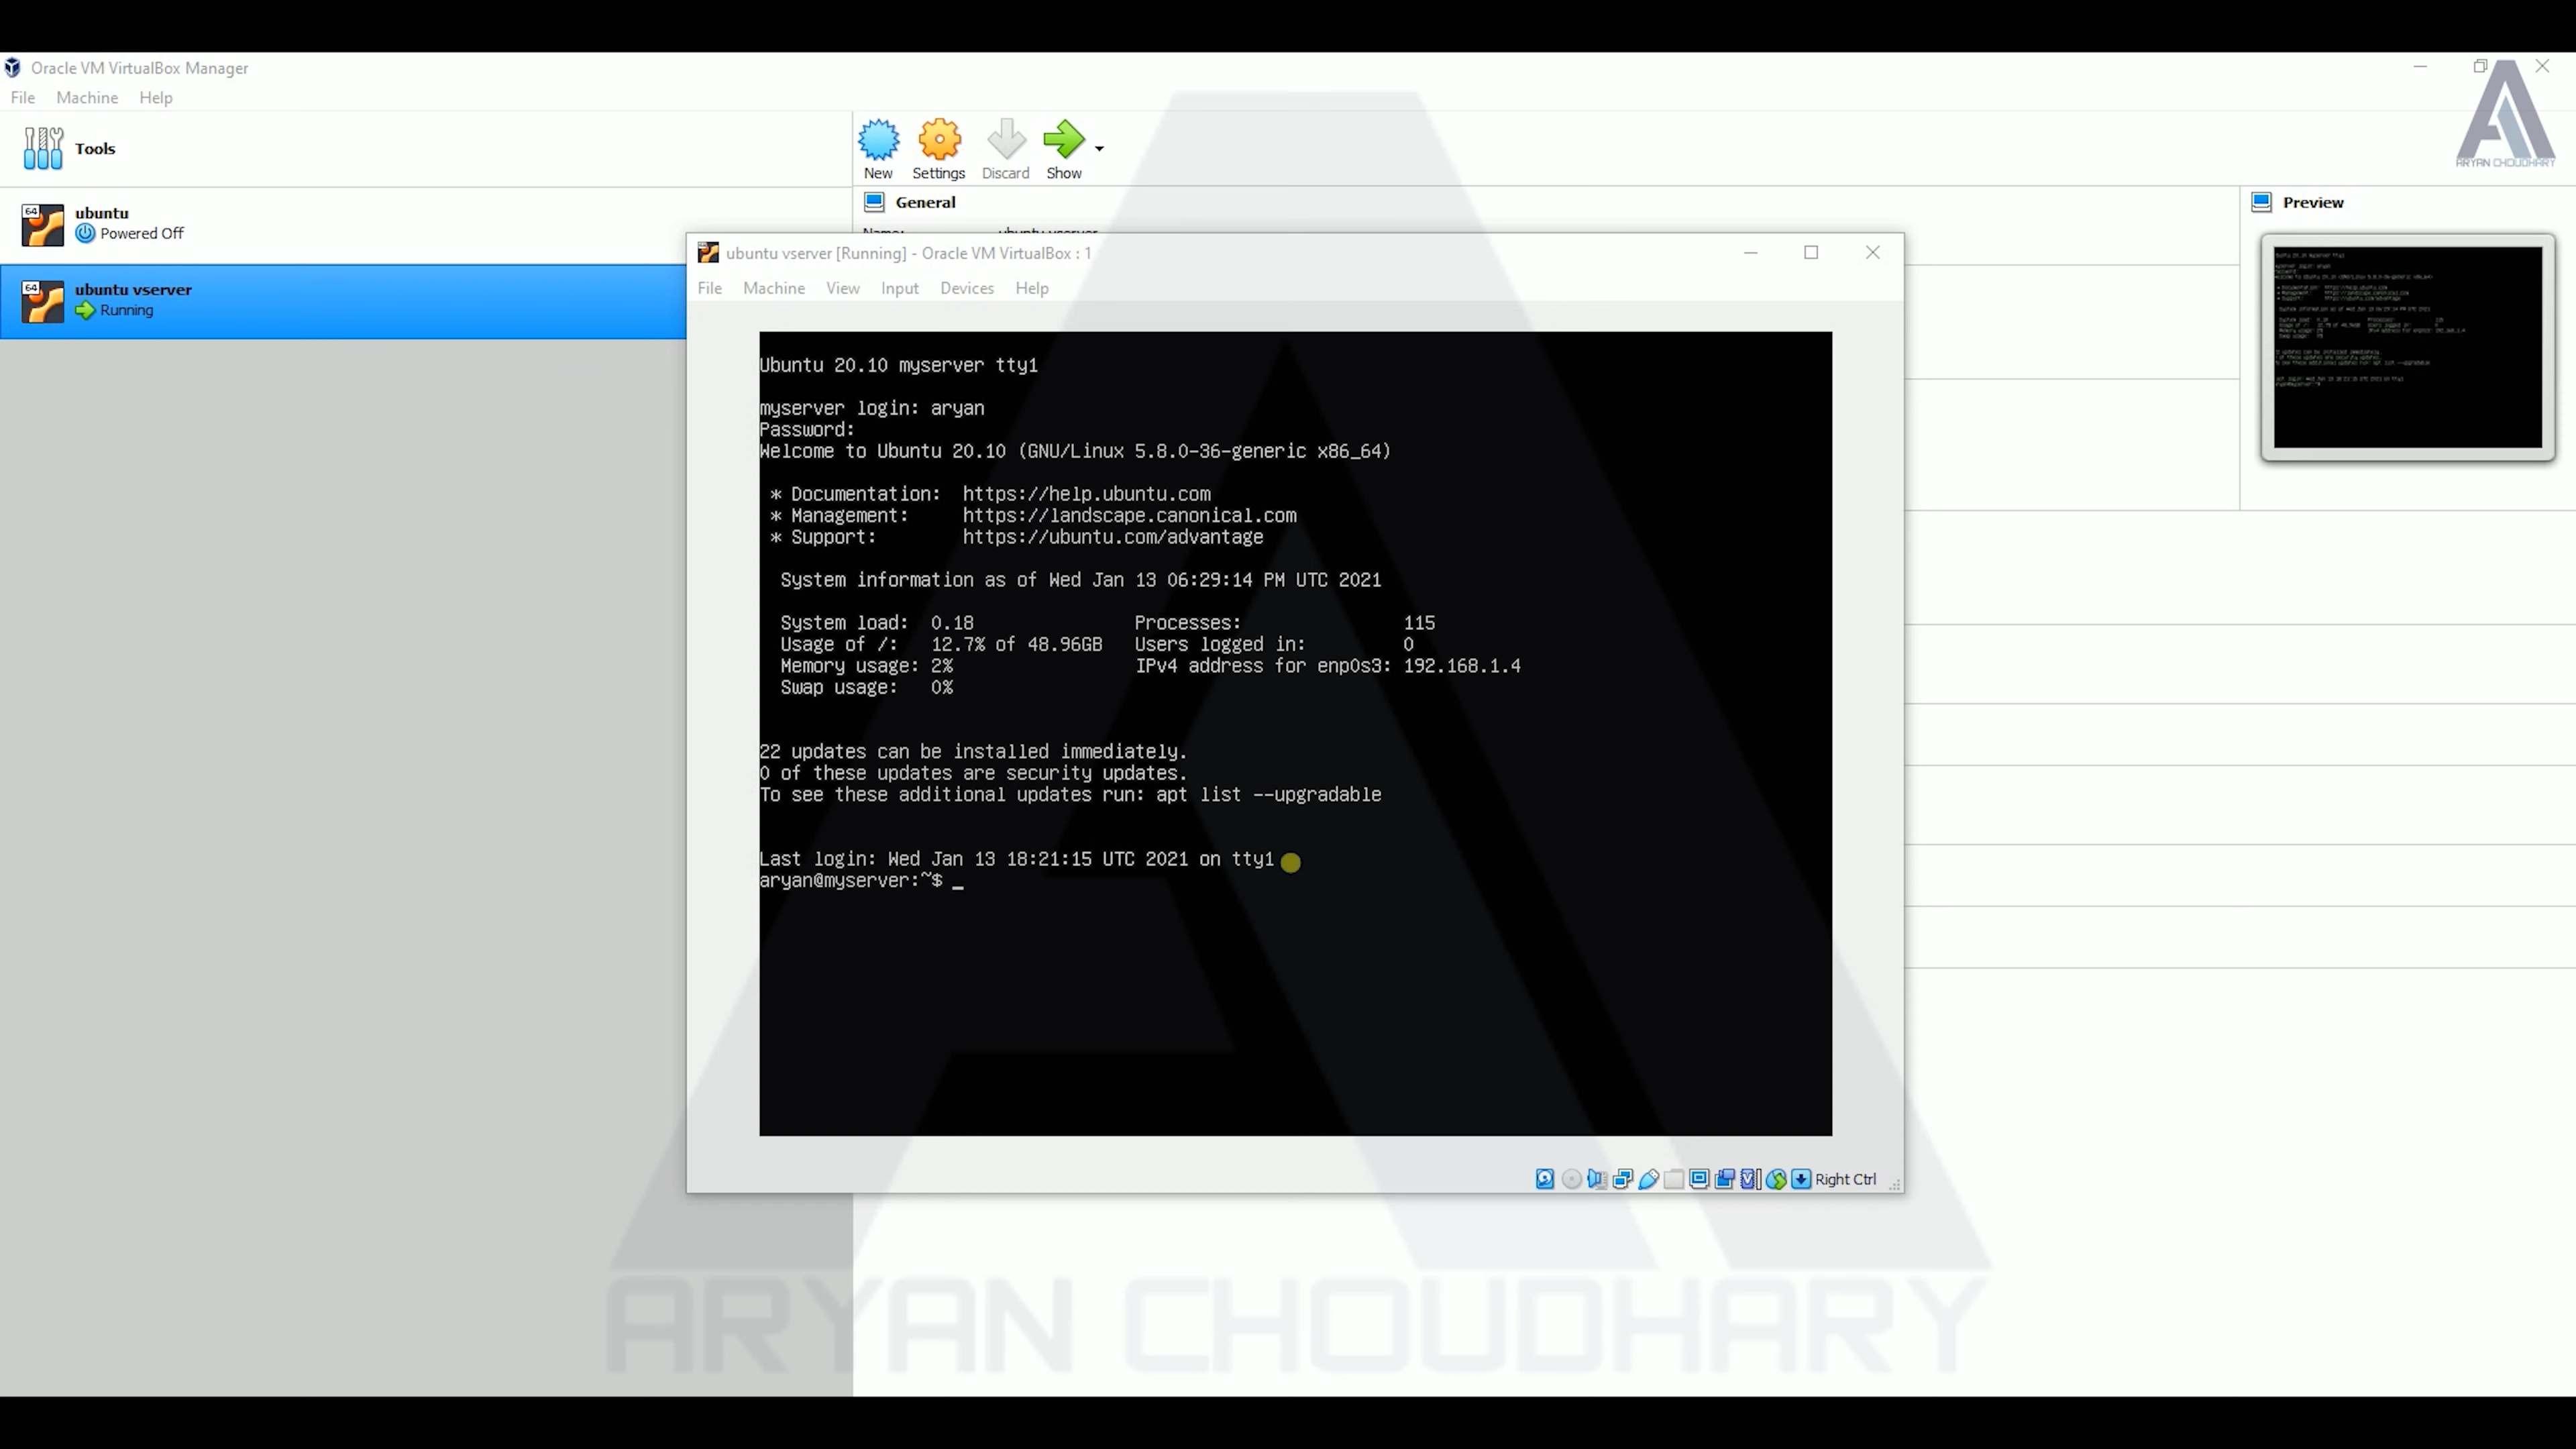 Oracle VM VirtualBox Manager
File Machine Help
ARYAN CHOUDHARY
Tools
New Settings Discard Show
General
Preview
ubuntu
Powered Off
ubuntu vserver
Running
ubuntu vserver [Running] - Oracle VM VirtualBox : 1
File Machine View Input Devices Help
Ubuntu 20.10 myserver tty1
myserver login: aryan
Password:
Welcome to Ubuntu 20.10 (GNU/Linux 5.8.0-36-generic x86_64)
* Documentation: https://help.ubuntu.com
* Management: https://landscape.canonical.com
* Support: https://ubuntu.com/advantage
System information as of Wed Jan 13 06:29:14 PM UTC 2021
System load: 0.18 Processes: 115
Usage of /: 12.7% of 48.96GB Users logged in: 0
Memory usage: 2% IPv4 address for enp0s3: 192.168.1.4
Swap usage: 0%
22 updates can be installed immediately.
0 of these updates are security updates.
To see these additional updates run: apt list --upgradable
Last login: Wed Jan 13 18:21:15 UTC 2021 on tty1
aryan@myserver:~$ _
Right Ctrl
ARYAN CHOUDHARY